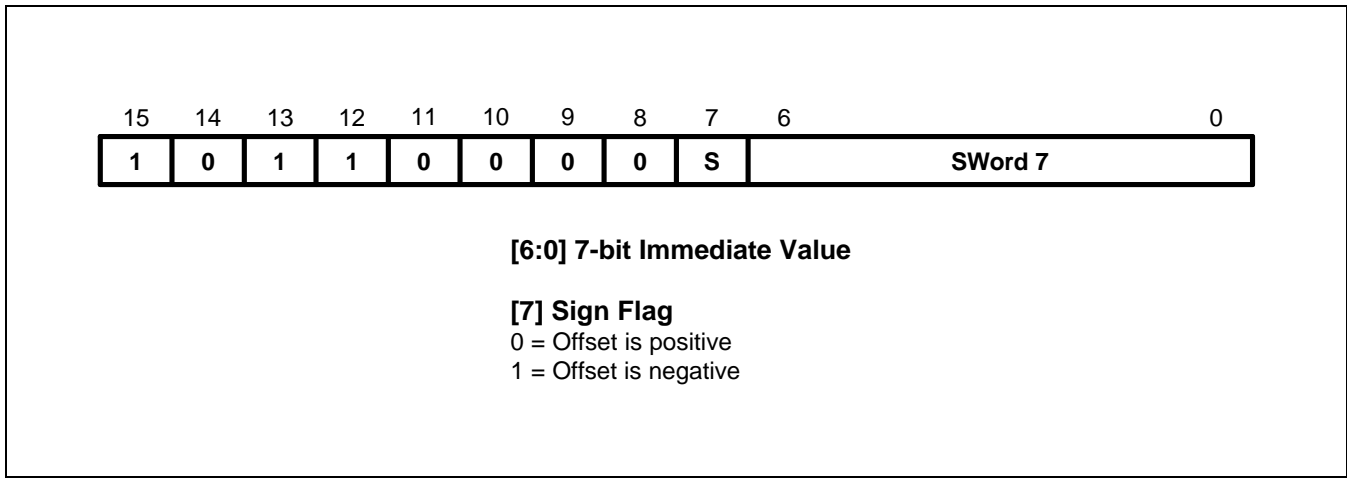 15 14 13 12 11 10 9 8 7 6 0
1 0 1 1 0 0 0 0 S SWord 7
[6:0] 7-bit Immediate Value
[7] Sign Flag
0 = Offset is positive
1 = Offset is negative